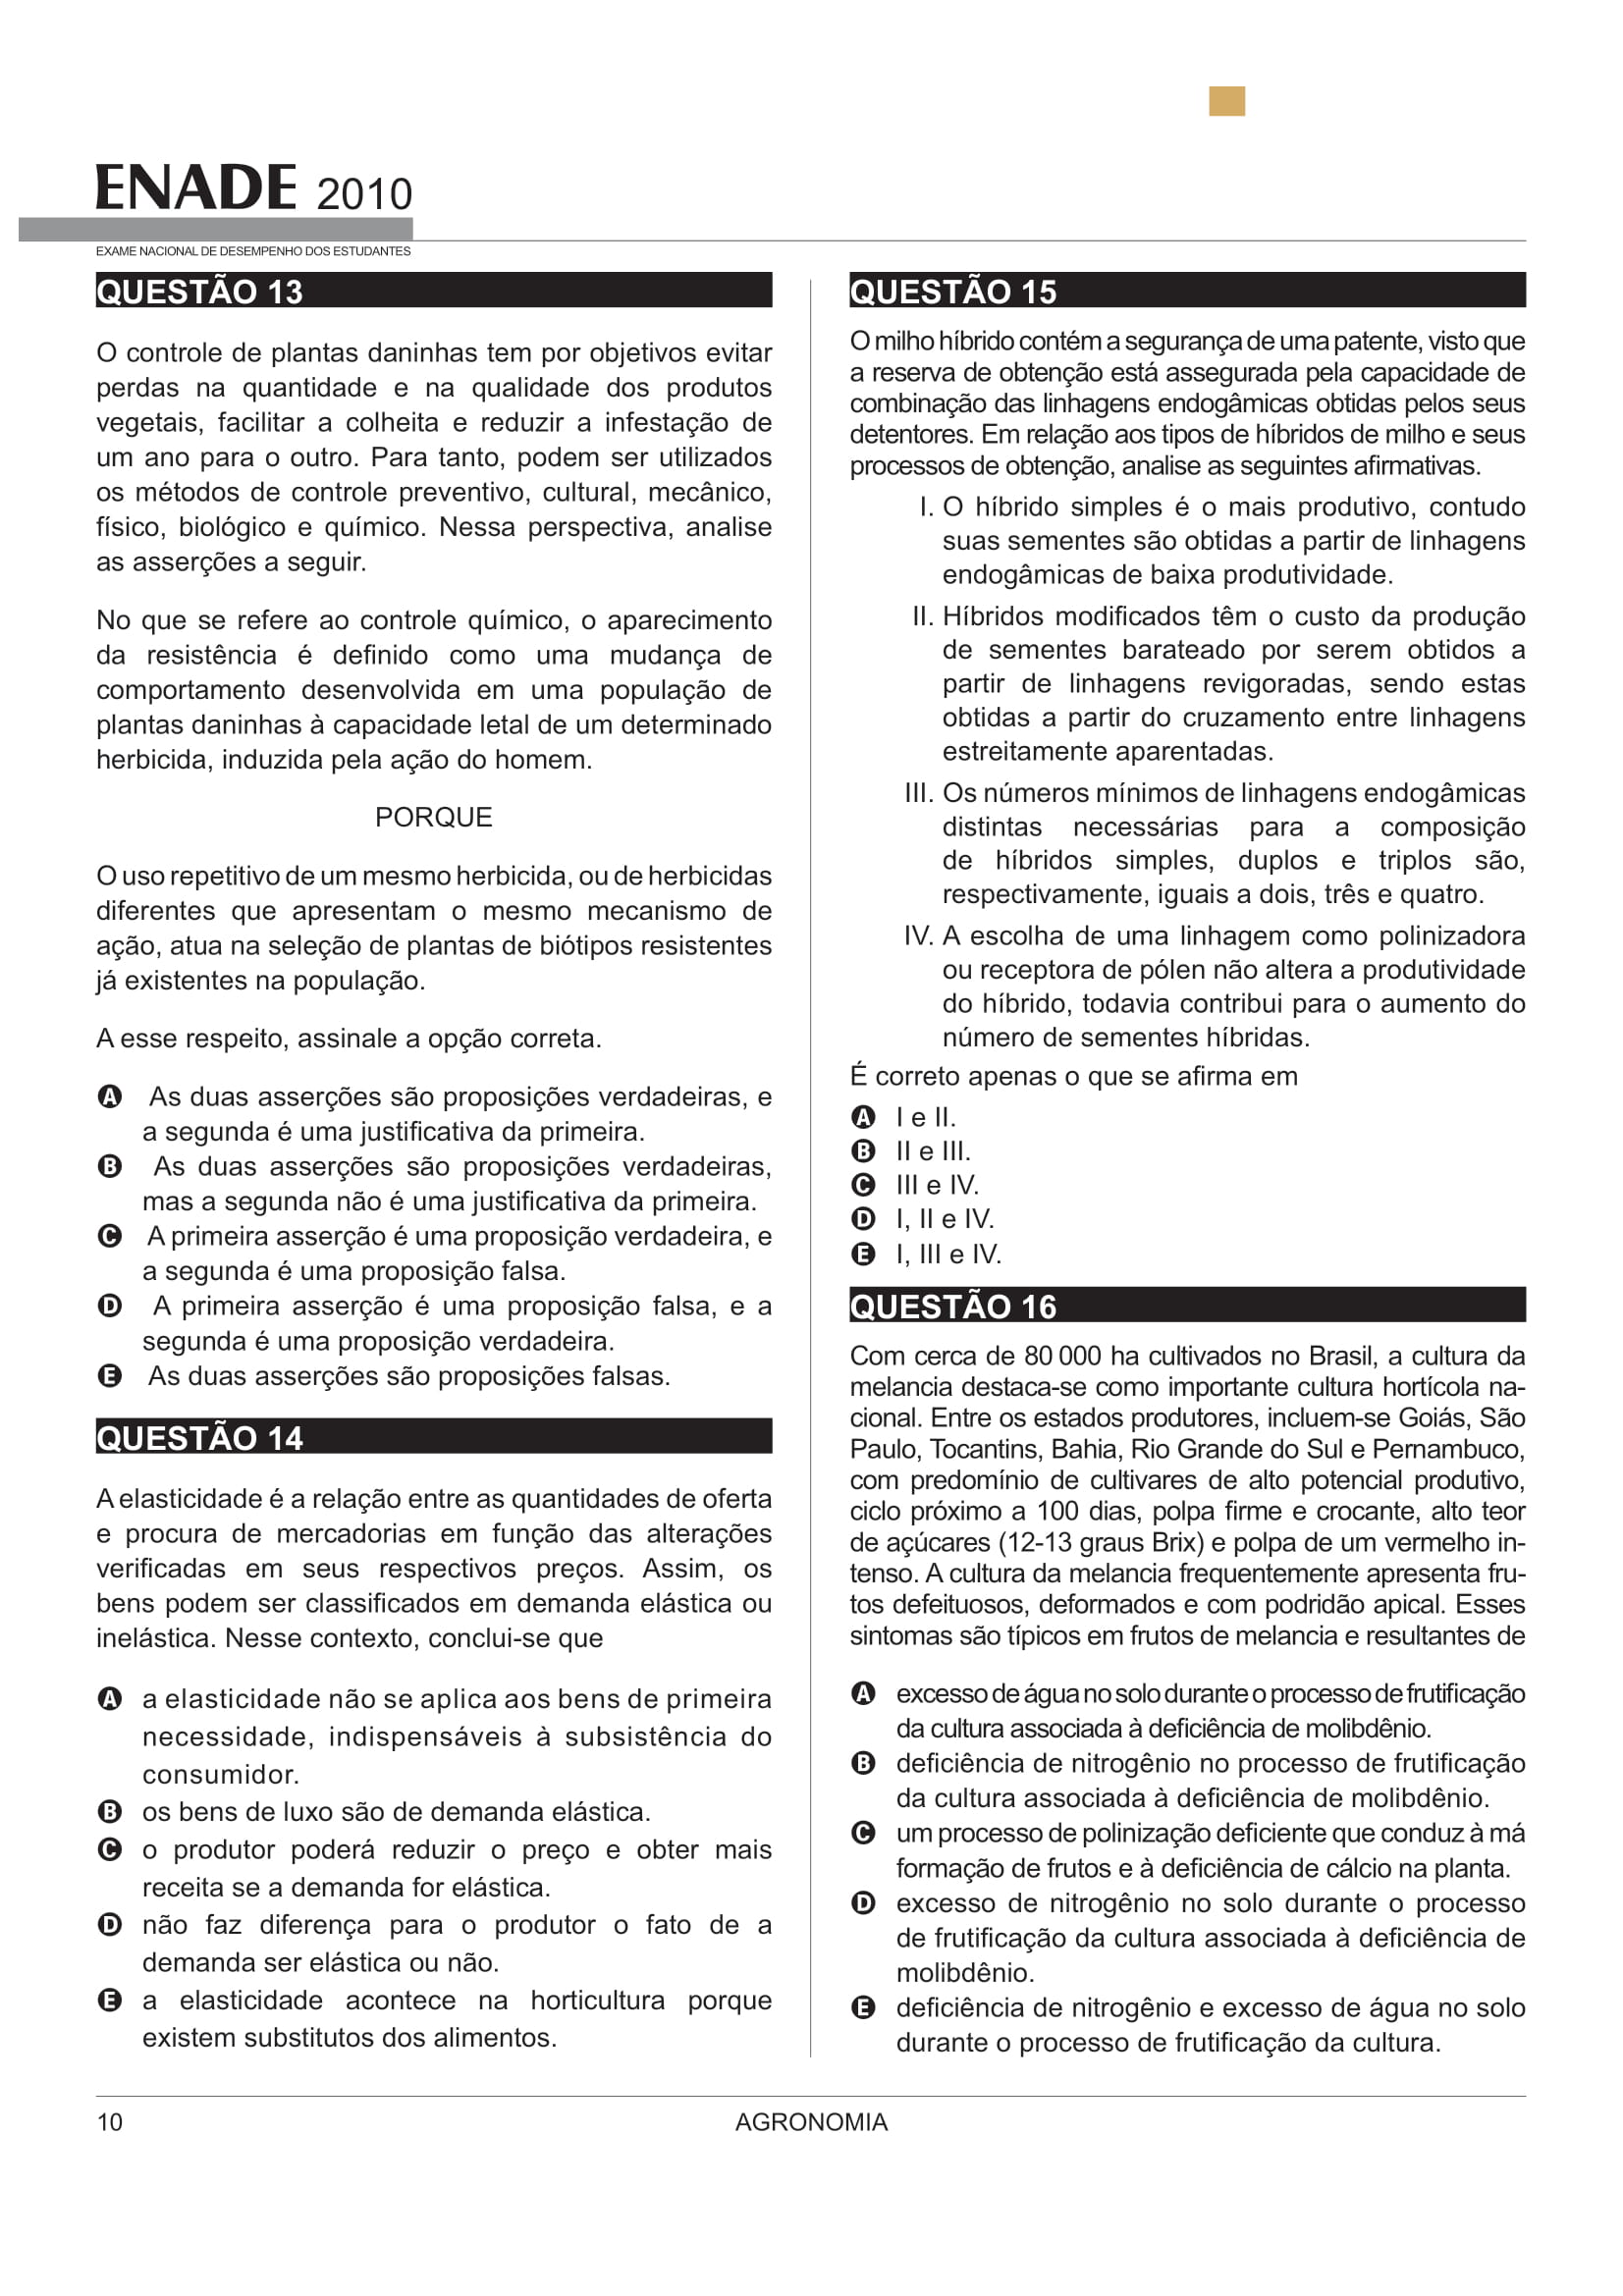 ENADE 2010
EXAME NACIONAL DE DESEMPENHO DOS ESTUDANTES
QUESTÃO 13
O controle de plantas daninhas tem por objetivos evitar
perdas na quantidade e na qualidade dos produtos
vegetais, facilitar a colheita e reduzir a infestação de
um ano para o outro. Para tanto, podem ser utilizados
os métodos de controle preventivo, cultural, mecânico,
físico, biológico e químico. Nessa perspectiva, analise
as asserções a seguir.
No que se refere ao controle químico, o aparecimento
da resistência é definido como uma mudança de
comportamento desenvolvida em uma população de
plantas daninhas à capacidade letal de um determinado
herbicida, induzida pela ação do homem.
PORQUE
O uso repetitivo de um mesmo herbicida, ou de herbicidas
diferentes que apresentam o mesmo mecanismo de
ação, atua na seleção de plantas de biótipos resistentes
já existentes na população.
A esse respeito, assinale a opção correta.
A As duas asserções são proposições verdadeiras, e
a segunda é uma justificativa da primeira.
B As duas asserções são proposições verdadeiras,
mas a segunda não é uma justificativa da primeira.
C A primeira asserção é uma proposição verdadeira, e
a segunda é uma proposição falsa.
D A primeira asserção é uma proposição falsa, e a
segunda é uma proposição verdadeira.
E As duas asserções são proposições falsas.
QUESTÃO 14
A elasticidade é a relação entre as quantidades de oferta
e procura de mercadorias em função das alterações
verificadas em seus respectivos preços. Assim, os
bens podem ser classificados em demanda elástica ou
inelástica. Nesse contexto, conclui-se que
A a elasticidade não se aplica aos bens de primeira
necessidade, indispensáveis à subsistência do
consumidor.
B os bens de luxo são de demanda elástica.
C o produtor poderá reduzir o preço e obter mais
receita se a demanda for elástica.
D não faz diferença para o produtor o fato de a
demanda ser elástica ou não.
E a elasticidade acontece na horticultura porque
existem substitutos dos alimentos.
QUESTÃO 15
O milho híbrido contém a segurança de uma patente, visto que
a reserva de obtenção está assegurada pela capacidade de
combinação das linhagens endogâmicas obtidas pelos seus
detentores. Em relação aos tipos de híbridos de milho e seus
processos de obtenção, analise as seguintes afirmativas.
I. O híbrido simples é o mais produtivo, contudo
suas sementes são obtidas a partir de linhagens
endogâmicas de baixa produtividade.
II. Híbridos modificados têm o custo da produção
de sementes barateado por serem obtidos a
partir de linhagens revigoradas, sendo estas
obtidas a partir do cruzamento entre linhagens
estreitamente aparentadas.
III. Os números mínimos de linhagens endogâmicas
distintas necessárias para a composição
de híbridos simples, duplos e triplos são,
respectivamente, iguais a dois, três e quatro.
IV. A escolha de uma linhagem como polinizadora
ou receptora de pólen não altera a produtividade
do híbrido, todavia contribui para o aumento do
número de sementes híbridas.
É correto apenas o que se afirma em
A I e II.
B II e III.
C III e IV.
D I, II e IV.
E I, III e IV.
QUESTÃO 16
Com cerca de 80 000 ha cultivados no Brasil, a cultura da
melancia destaca-se como importante cultura hortícola na-
cional. Entre os estados produtores, incluem-se Goiás, São
Paulo, Tocantins, Bahia, Rio Grande do Sul e Pernambuco,
com predomínio de cultivares de alto potencial produtivo,
ciclo próximo a 100 dias, polpa firme e crocante, alto teor
de açúcares (12-13 graus Brix) e polpa de um vermelho in-
tenso. A cultura da melancia frequentemente apresenta fru-
tos defeituosos, deformados e com podridão apical. Esses
sintomas são típicos em frutos de melancia e resultantes de
A excesso de água no solo durante o processo de frutificação
da cultura associada à deficiência de molibdênio.
B deficiência de nitrogênio no processo de frutificação
da cultura associada à deficiência de molibdênio.
C um processo de polinização deficiente que conduz à má
formação de frutos e à deficiência de cálcio na planta.
D excesso de nitrogênio no solo durante o processo
de frutificação da cultura associada à deficiência de
molibdênio.
E deficiência de nitrogênio e excesso de água no solo
durante o processo de frutificação da cultura.
10
AGRONOMIA